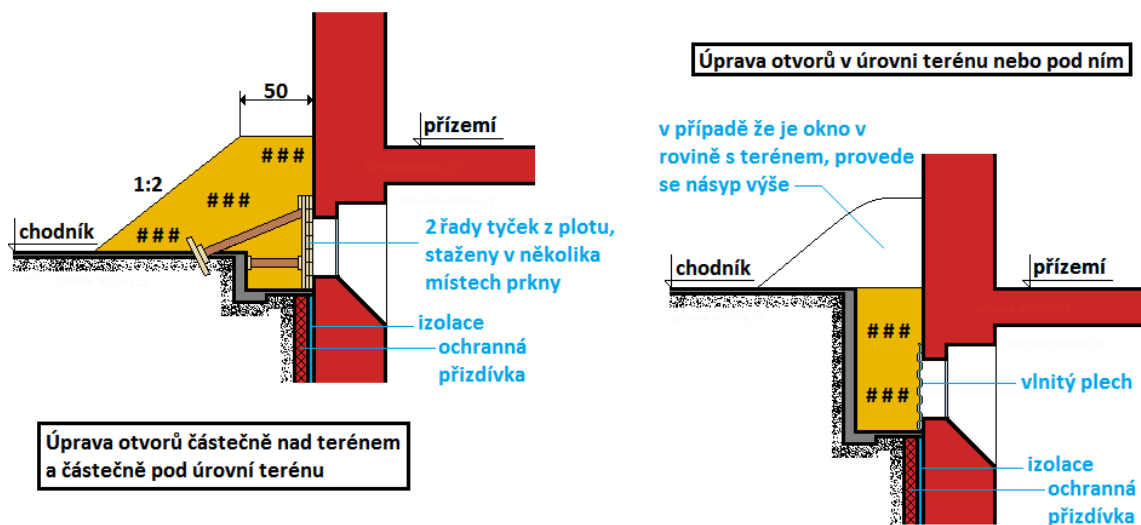 50
přízemí
1:2
# # #
# # #
# # #
chodník
2 řady tyček z plotu,
staženy v několika
místech prkny
izolace
ochranná
přizdívka
Úprava otvorů částečně nad terénem
a částečně pod úrovní terénu
Úprava otvorů v úrovni terénu nebo pod ním
v případě že je okno v
rovině s terénem, provede
se násyp výše
chodník
přízemí
# # #
# # #
vlnitý plech
izolace
ochranná
přizdívka